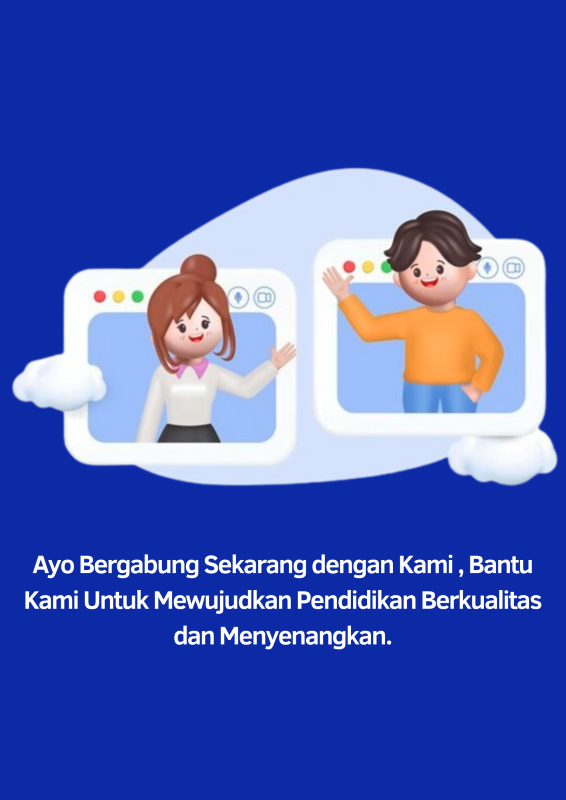 Ayo Bergabung Sekarang dengan Kami , Bantu
Kami Untuk Mewujudkan Pendidikan Berkualitas
dan Menyenangkan.